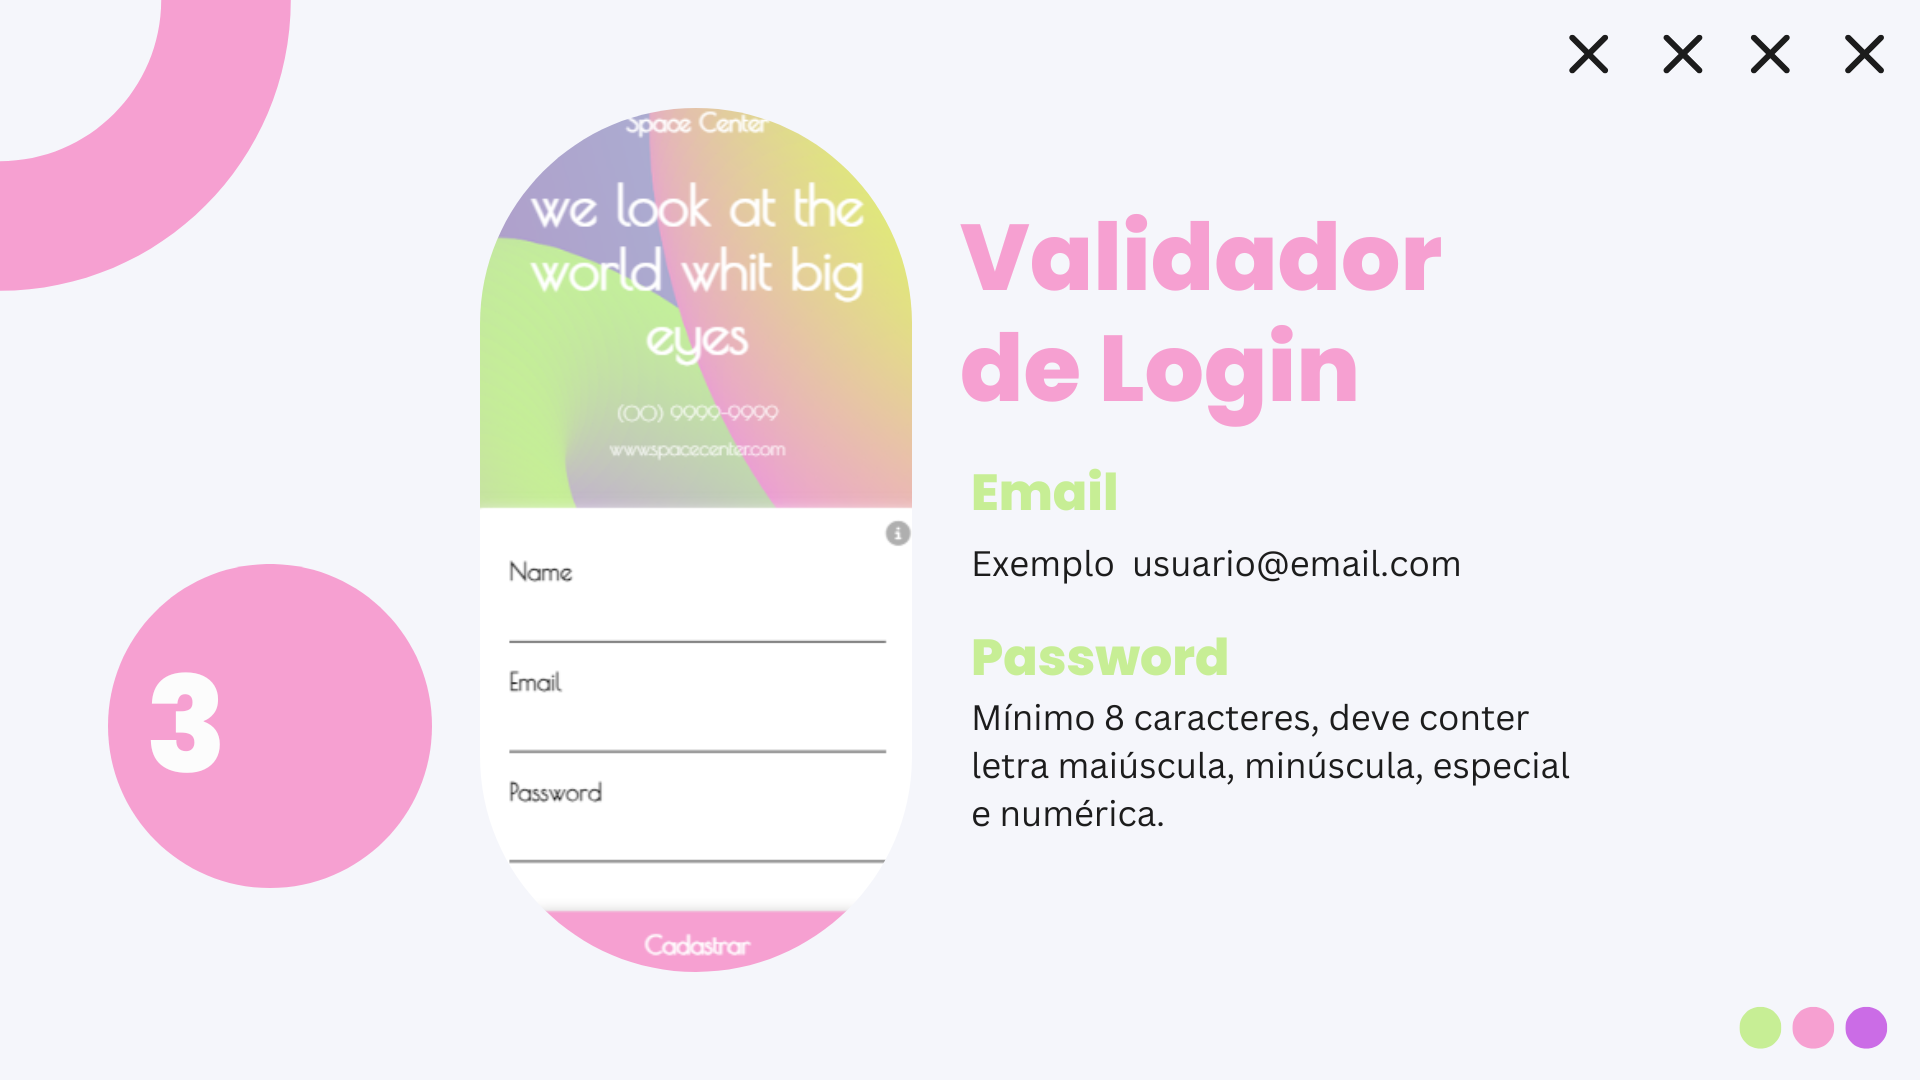 Space Center
we look at the
world whit big
eyes
(00) 9999-9999
www.spacecenter.com
Name
Email
Password
Cadastrar
3
Validador
de Login
Email
Exemplo  usuario@email.com
Password
Mínimo 8 caracteres, deve conter
letra maiúscula, minúscula, especial
e numérica.